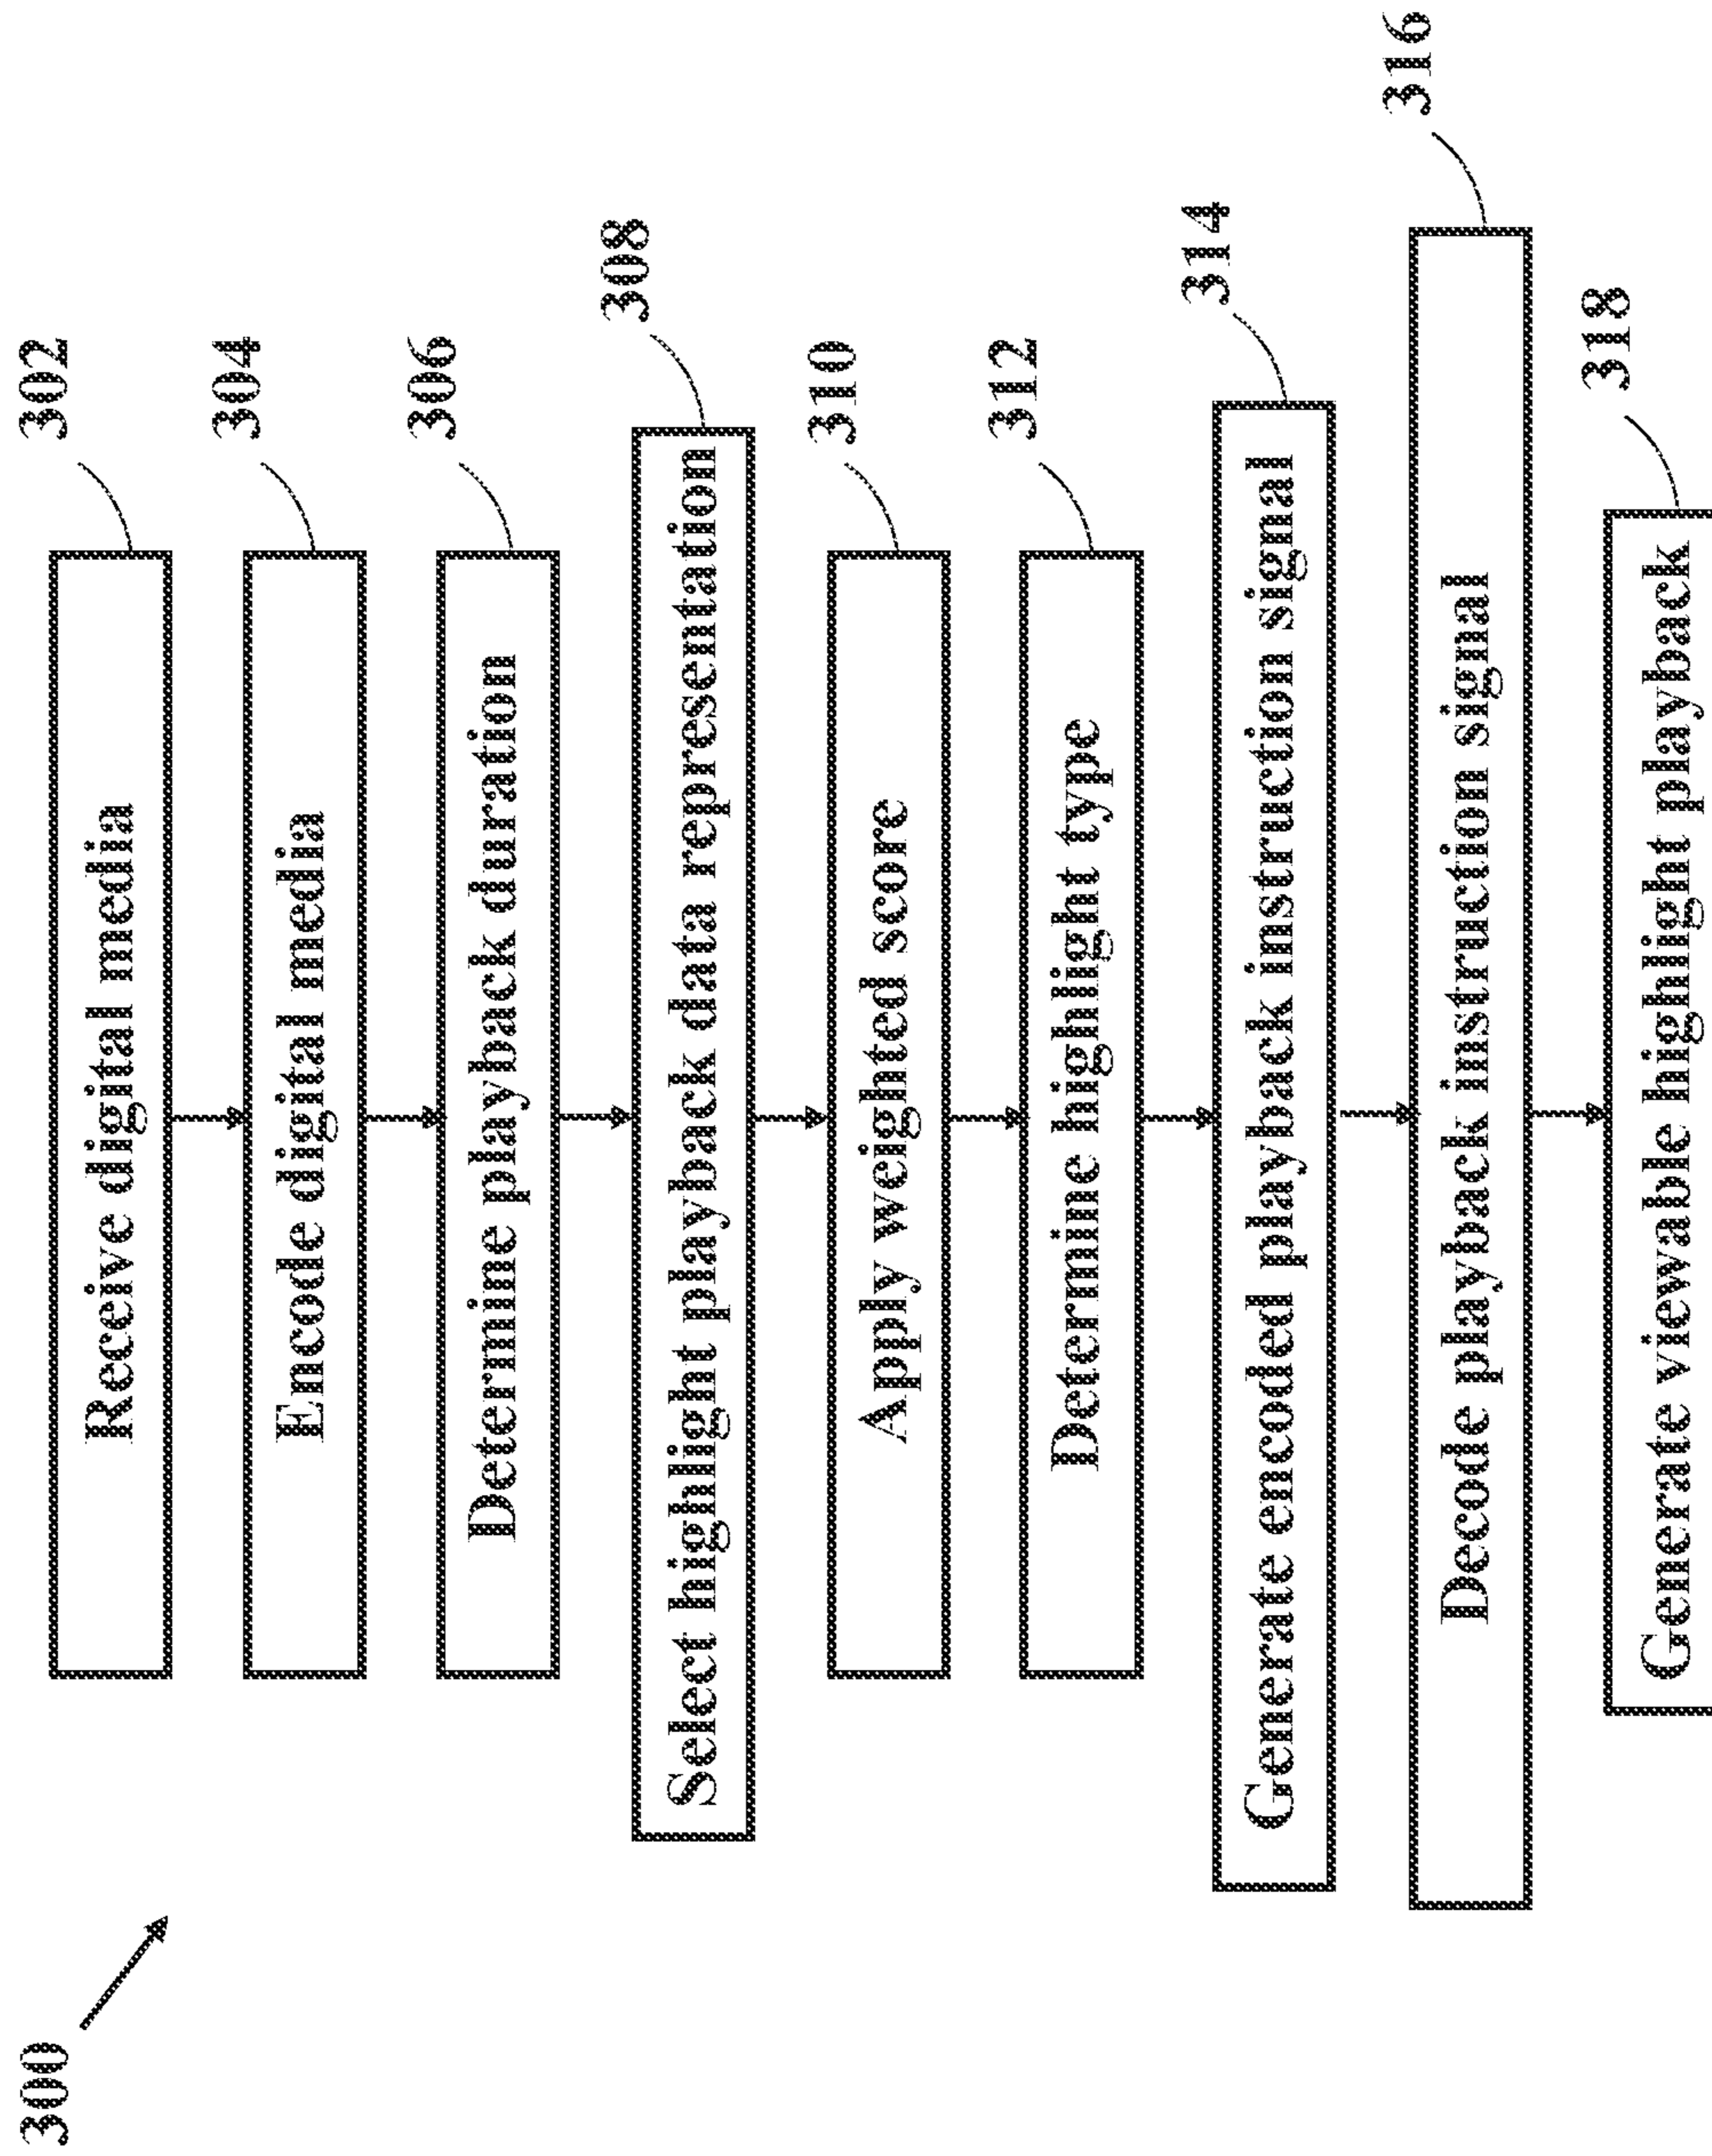 300
Receive digital media
302
Encode digital media
304
Determine playback duration
306
Select highlight playback data representation
308
Apply weighted score
310
Determine highlight type
312
Generate encoded playback instruction signal
314
Decode playback instruction signal
316
Generate viewable highlight playback
318